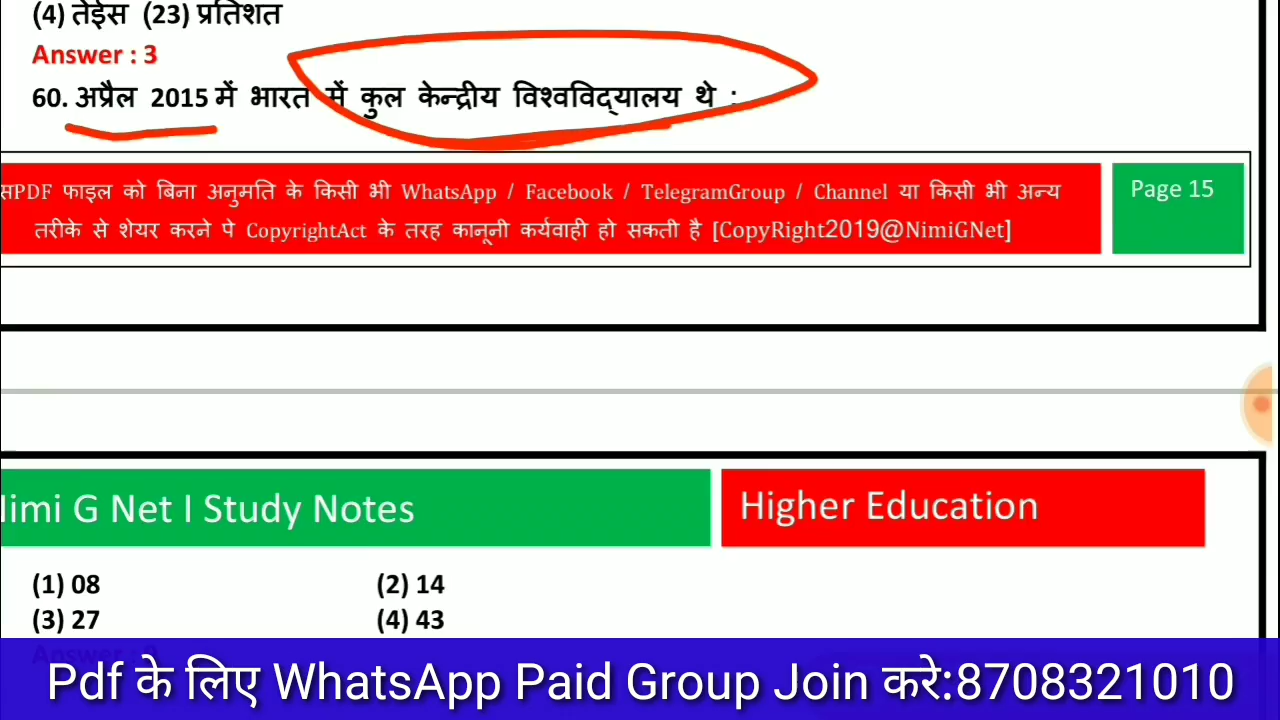 (4) तेईस (23) प्रतिशत
Answer : 3
60. अप्रैल 2015 में भारत में कुल केन्द्रीय विश्वविद्यालय थे :
सPDF फाइल को बिना अनुमति के किसी भी WhatsApp / Facebook / TelegramGroup / Channel या किसी भी अन्य
तरीके से शेयर करने पे CopyrightAct के तरह कानूनी कर्यवाही हो सकती है [CopyRight2019@NimiGNet]
Page 15
Nimi G Net l Study Notes
Higher Education
(1) 08 (2) 14
(3) 27 (4) 43
Pdf के लिए WhatsApp Paid Group Join करे:8708321010